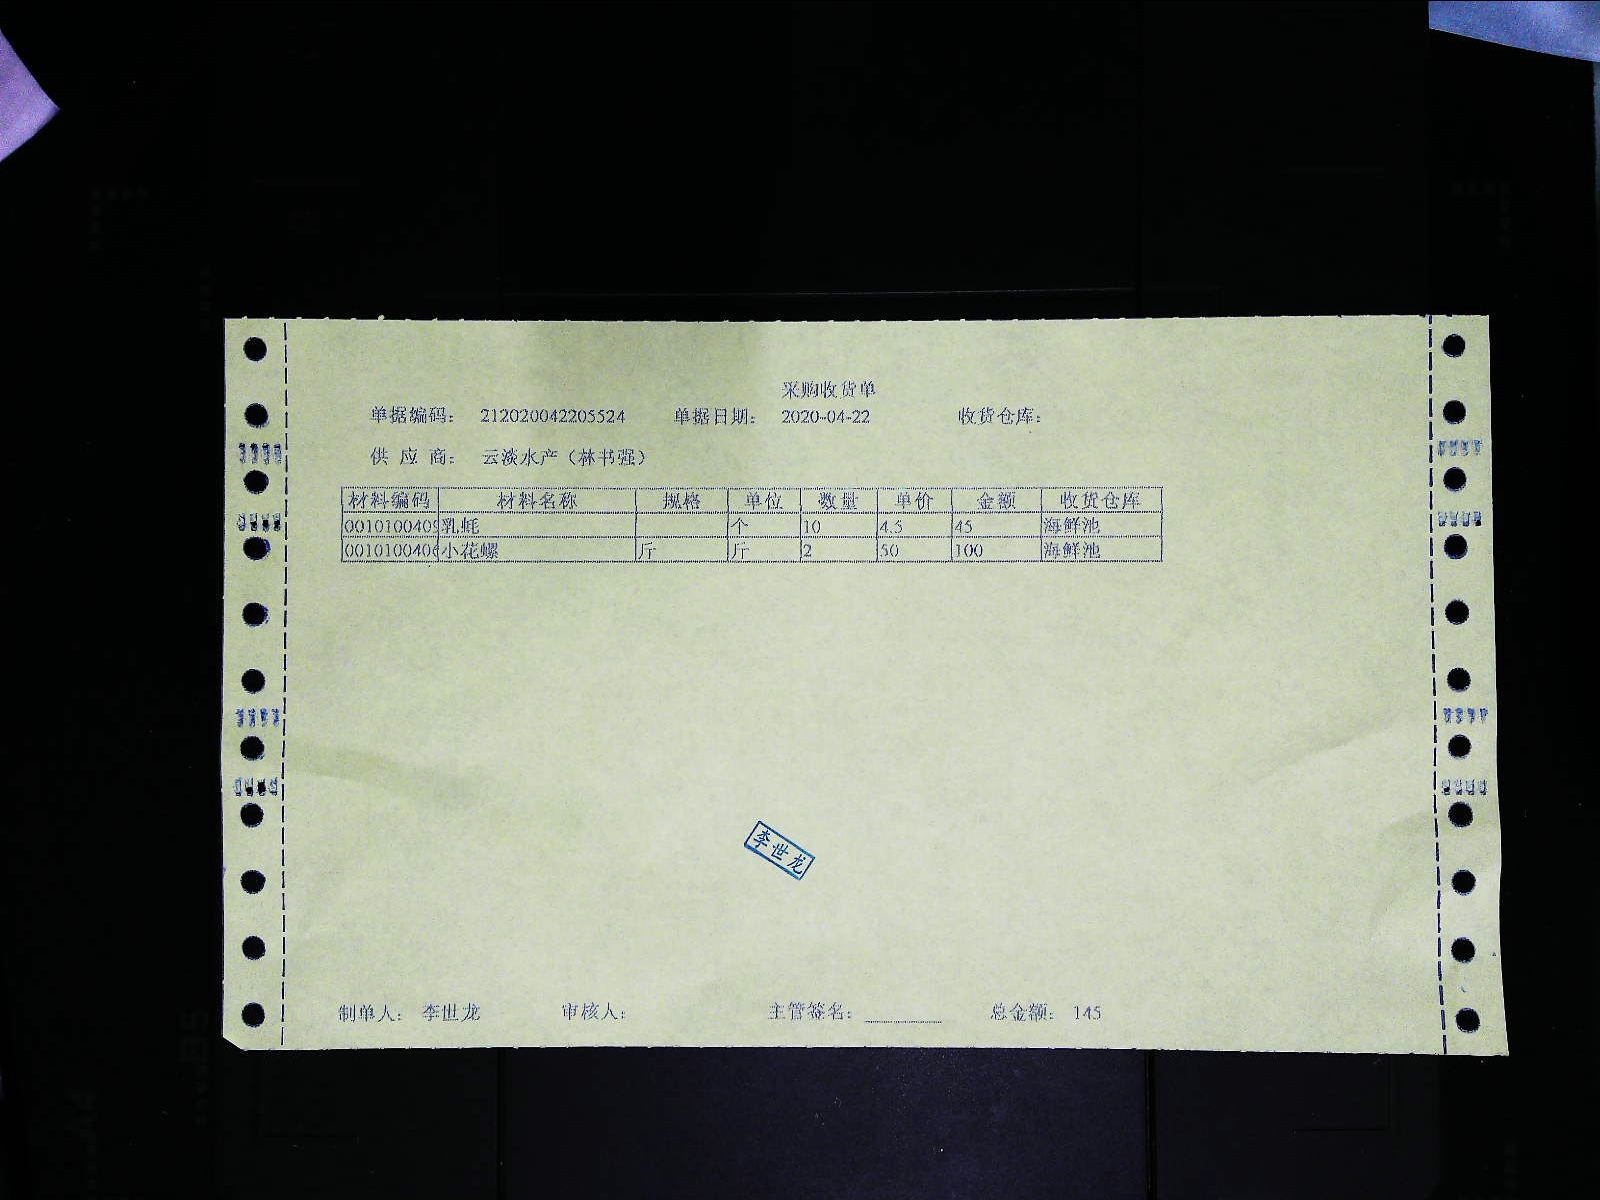 采购收货单
单据编码： 212020042205524 单据日期： 2020-04-22 收货仓库：
供 应 商： 云淡水产（林书强）
材料编码 材料名称 规格 单位 数量 单价 金额 收货仓库
0010100409 乳蚝 个 10 4.5 45 海鲜池
0010100406 小花螺 斤 斤 2 50 100 海鲜池
李世龙
制单人： 李世龙 审核人： 主管签名： 总金额： 145